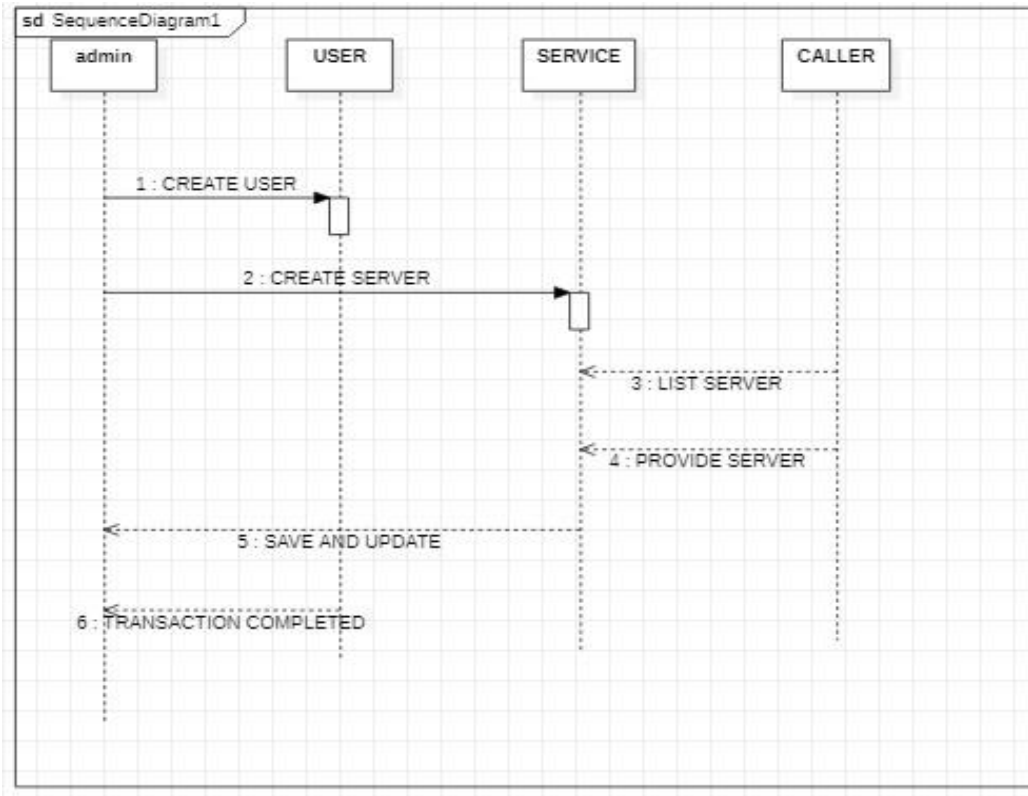 sd SequenceDiagram1
admin
USER
SERVICE
CALLER
1 : CREATE USER
2 : CREATE SERVER
3 : LIST SERVER
4 : PROVIDE SERVER
5 : SAVE AND UPDATE
6 : TRANSACTION COMPLETED